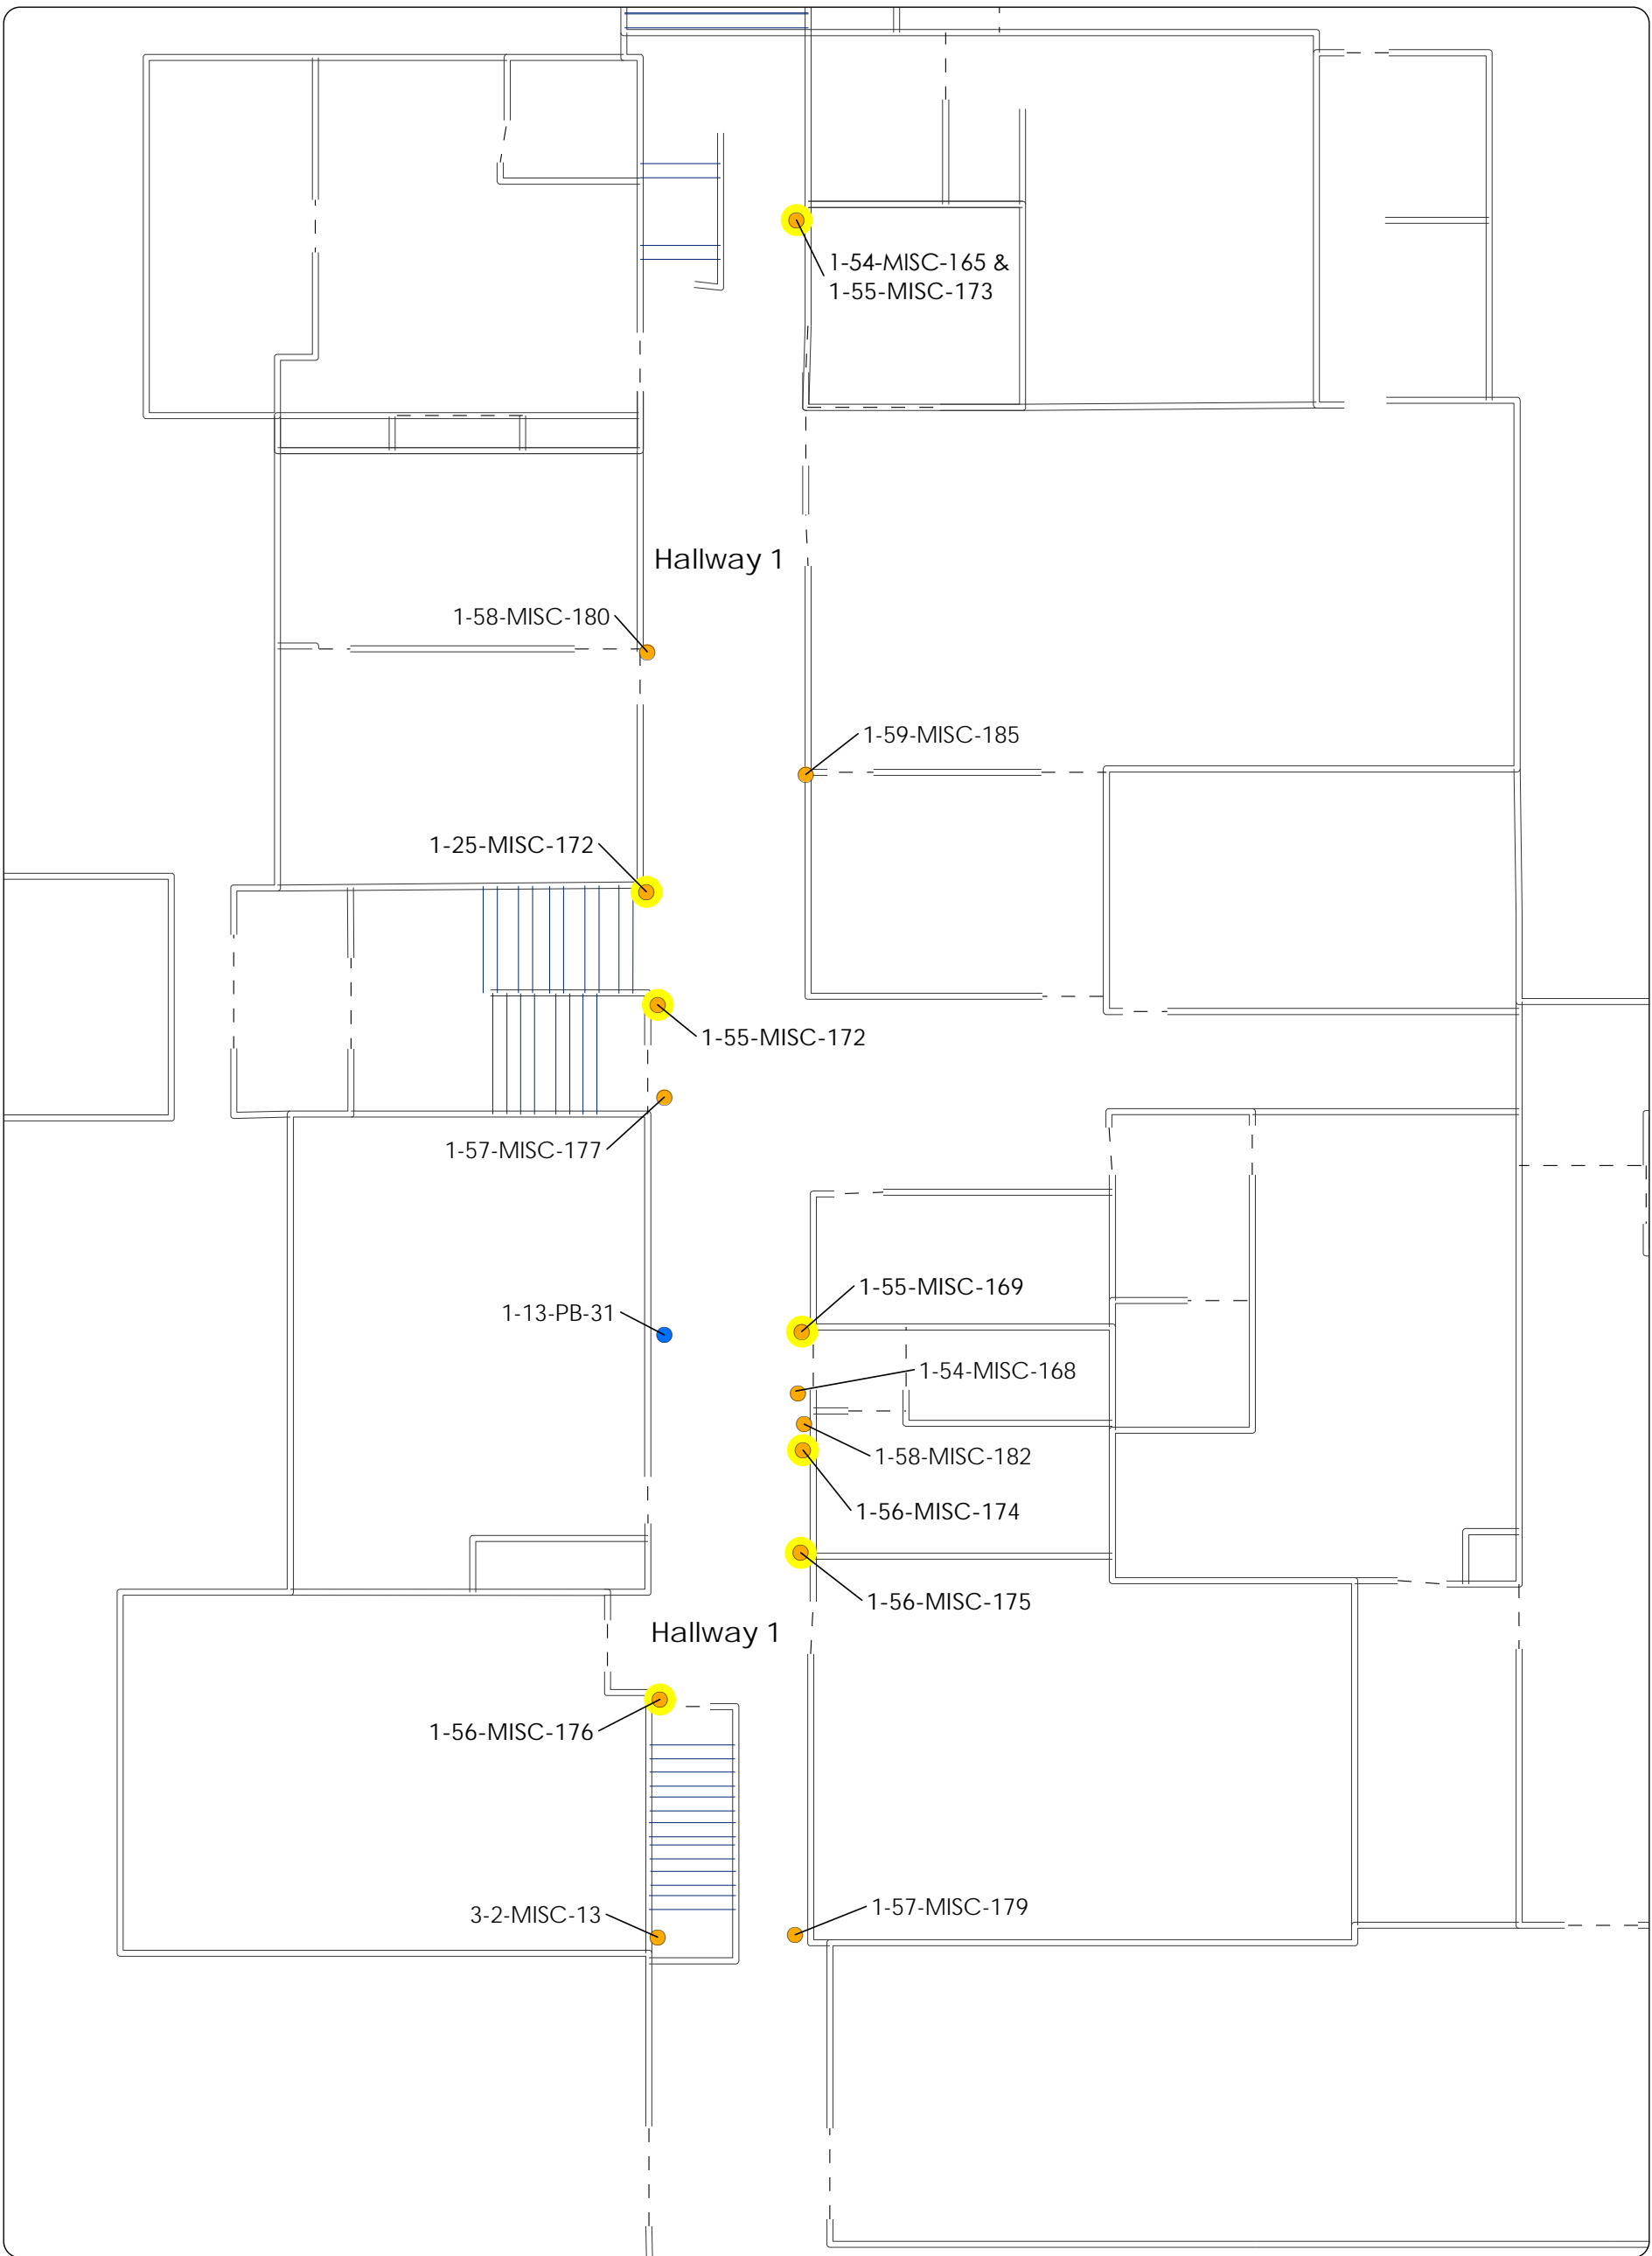 1-54-MISC-165 &
1-55-MISC-173
Hallway 1
1-58-MISC-180
1-59-MISC-185
1-25-MISC-172
1-55-MISC-172
1-57-MISC-177
1-55-MISC-169
1-13-PB-31
1-54-MISC-168
1-58-MISC-182
1-56-MISC-174
1-56-MISC-175
Hallway 1
1-56-MISC-176
1-57-MISC-179
3-2-MISC-13